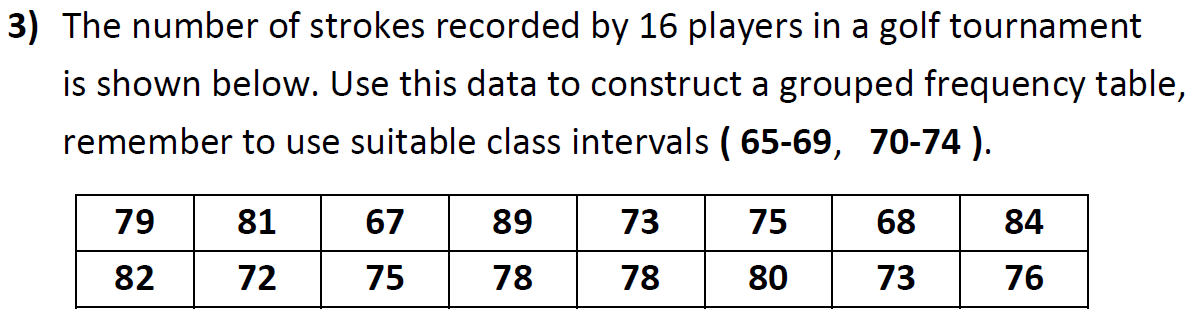 3) The number of strokes recorded by 16 players in a golf tournament
is shown below. Use this data to construct a grouped frequency table,
remember to use suitable class intervals ( 65-69, 70-74 ).
79 81 67 89 73 75 68 84
82 72 75 78 78 80 73 76